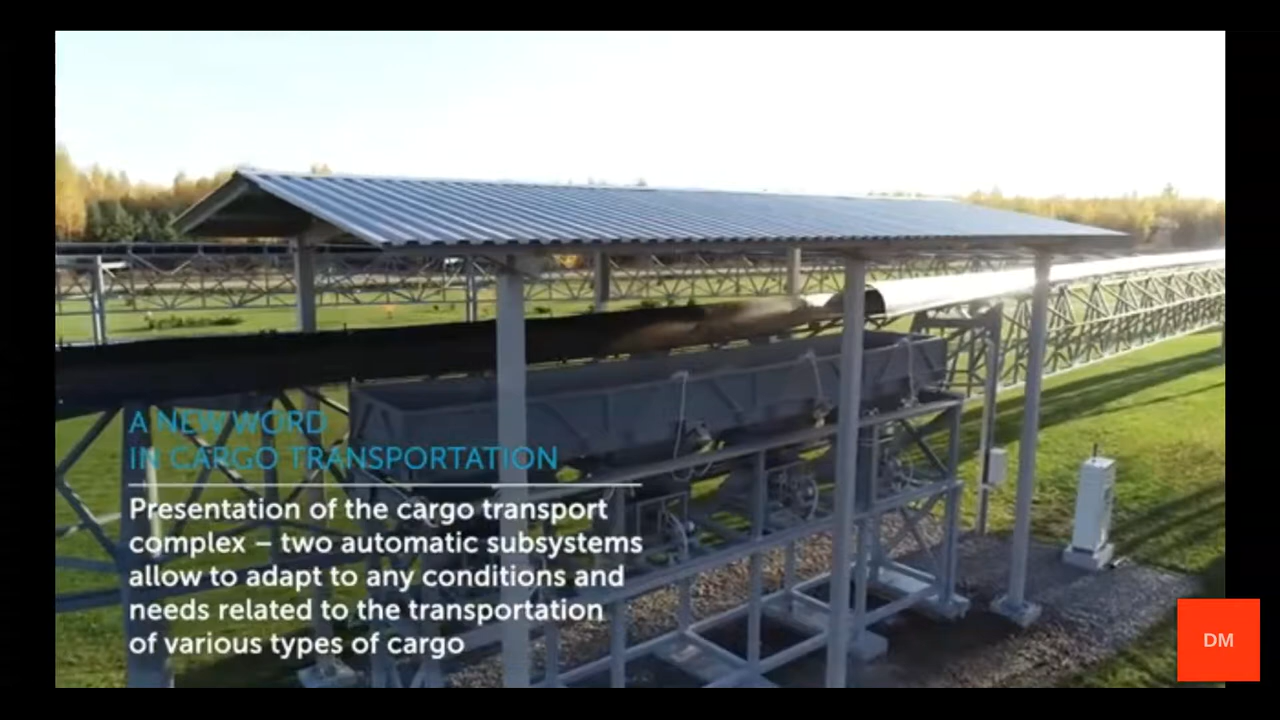 A NEW WORD
IN CARGO TRANSPORTATION
Presentation of the cargo transport
complex – two automatic subsystems
allow to adapt to any conditions and
needs related to the transportation
of various types of cargo
DM